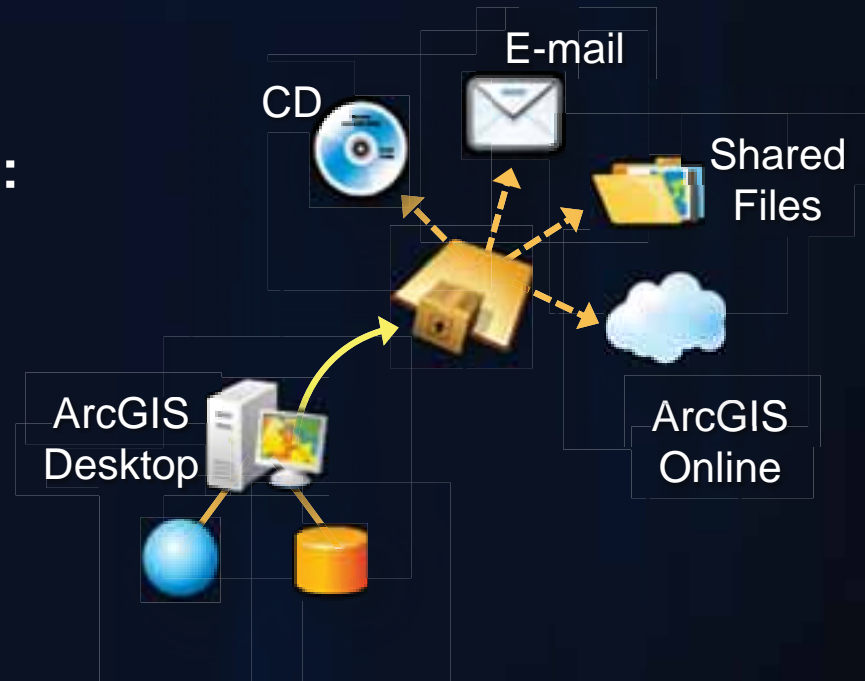 E-mail
CD
:
Shared
Files
ArcGIS
Desktop
ArcGIS
Online